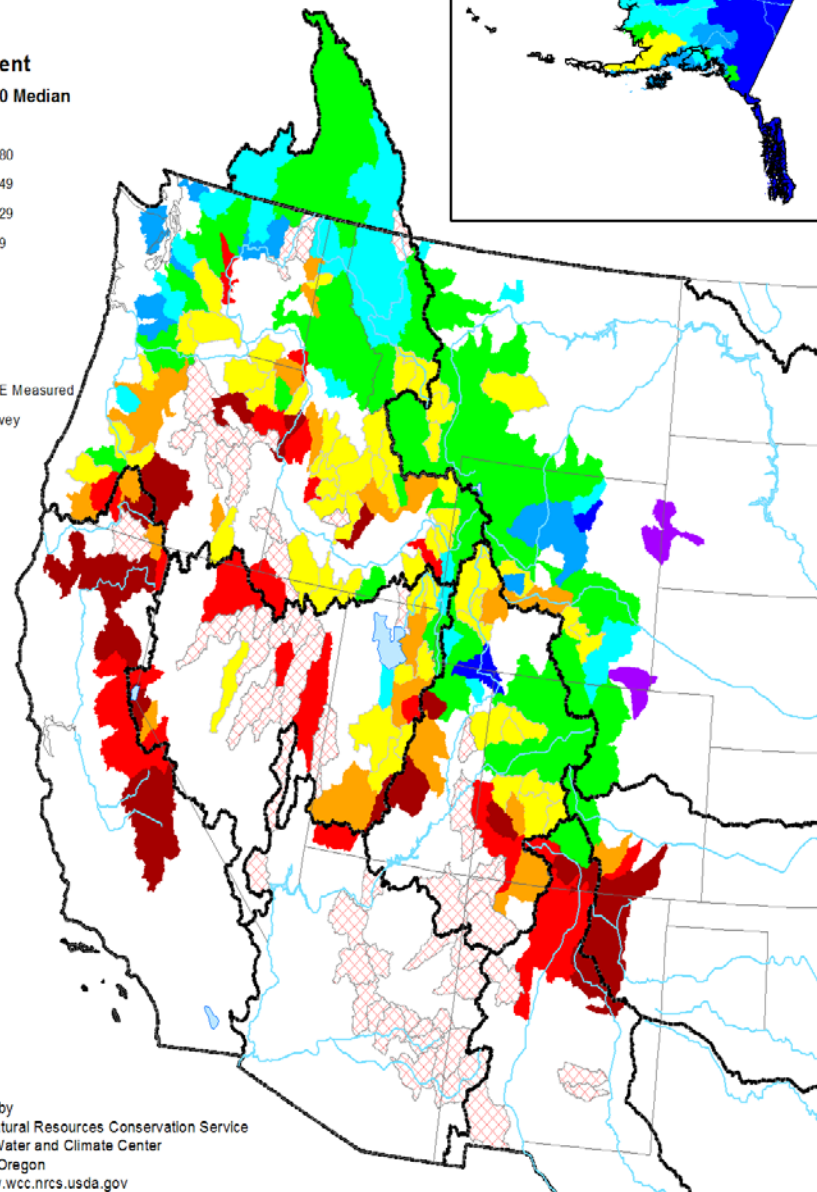 ent
0 Median
80
49
29
9
E Measured
vey
by
tural Resources Conservation Service
Water and Climate Center
Oregon
.wcc.nrcs.usda.gov